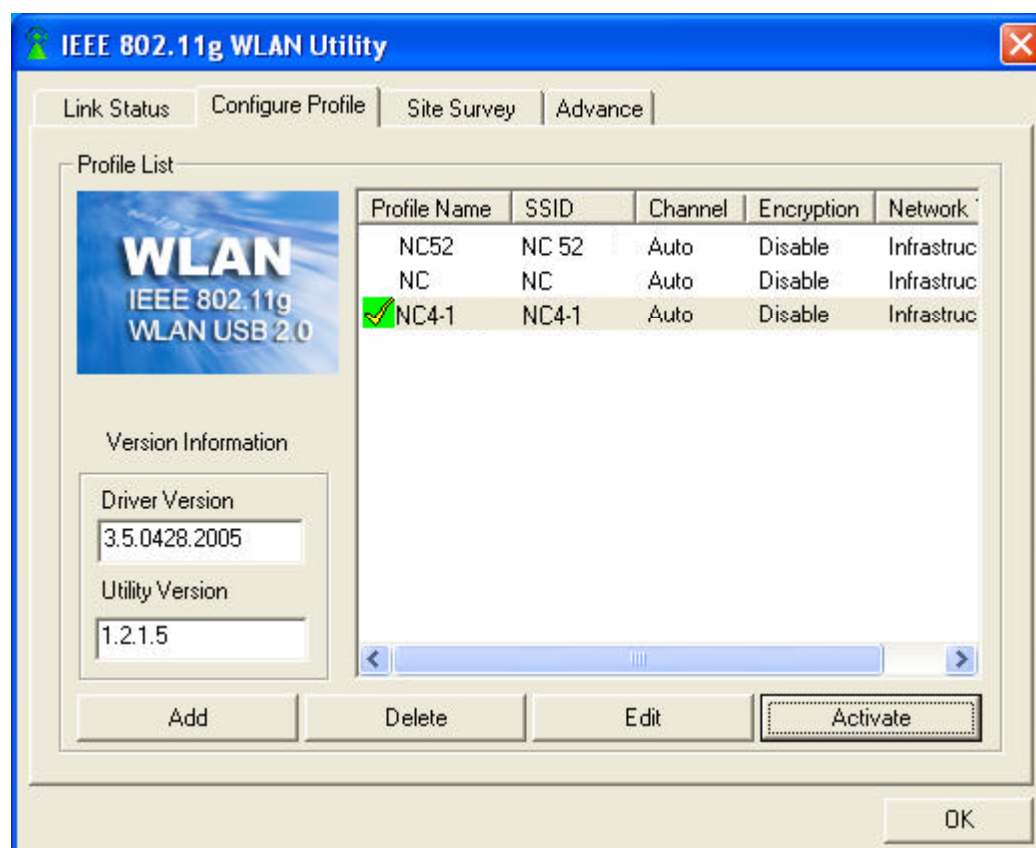 IEEE 802.11g WLAN Utility
Link Status Configure Profile Site Survey Advance
Profile List
WLAN
IEEE 802.11g
WLAN USB 2.0
Profile Name SSID Channel Encryption Network
NC52 NC 52 Auto Disable Infrastruc
NC NC Auto Disable Infrastruc
NC4-1 NC4-1 Auto Disable Infrastruc
Version Information
Driver Version
3.5.0428.2005
Utility Version
1.2.1.5
Add Delete Edit Activate
OK